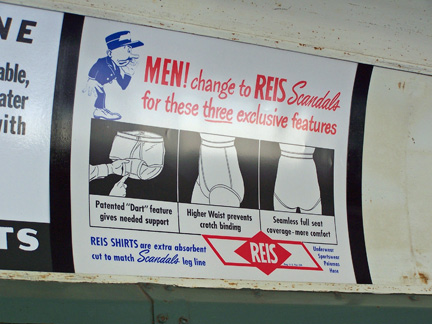 NE
able,
ater
with
TS
MEN! change to REIS Scandals
for these three exclusive features
Patented "Dart" feature
gives needed support
Higher Waist prevents
crotch binding
Seamless full seat
coverage-more comfort
REIS SHIRTS are extra absorbent
cut to match Scandals leg line
REIS
Underwear
Sportswear
Pajamas
Hose